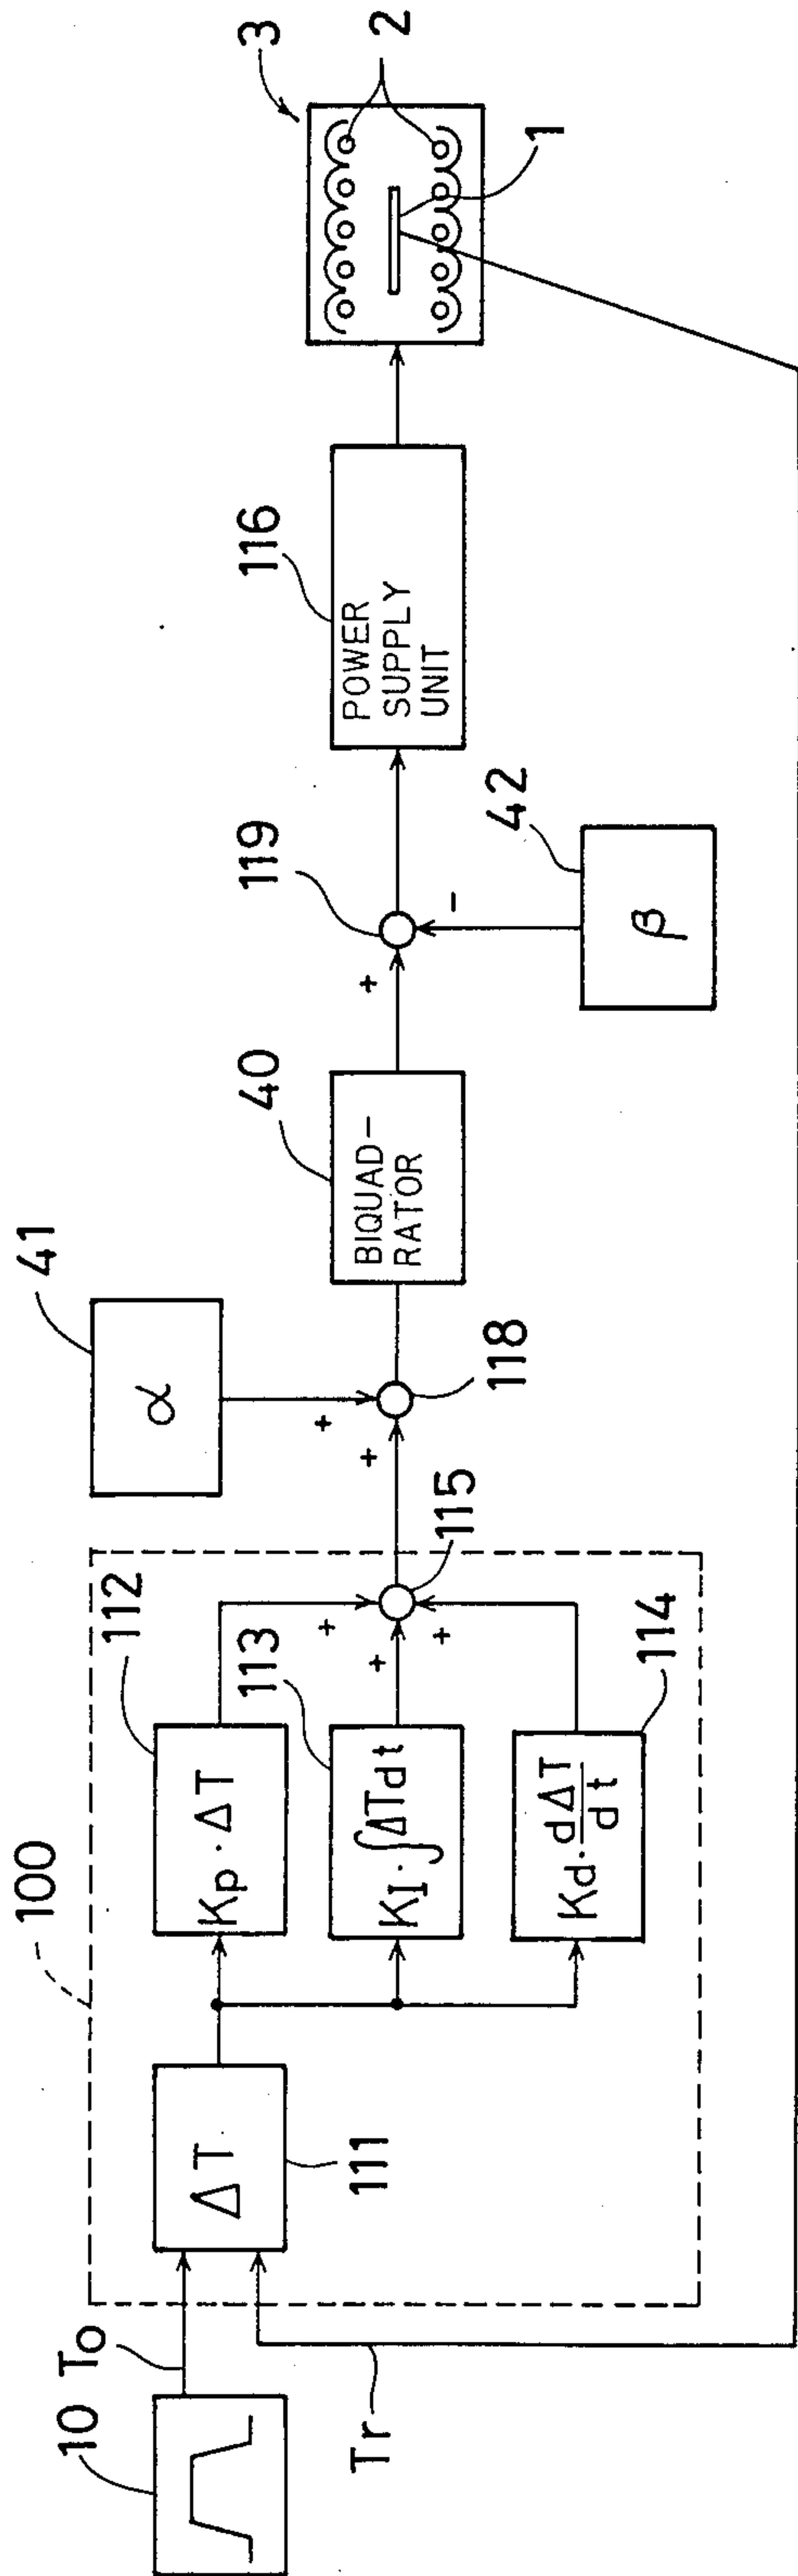 10
To
Tr
100
ΔT
111
112
Kp · ΔT
113
K_I · ∫ΔTdt
Kd · dΔT/dt
114
+
+
+
115
41
α
+
+
118
40
BIQUAD-
RATOR
119
+
-
42
β
116
POWER
SUPPLY
UNIT
3
2
1